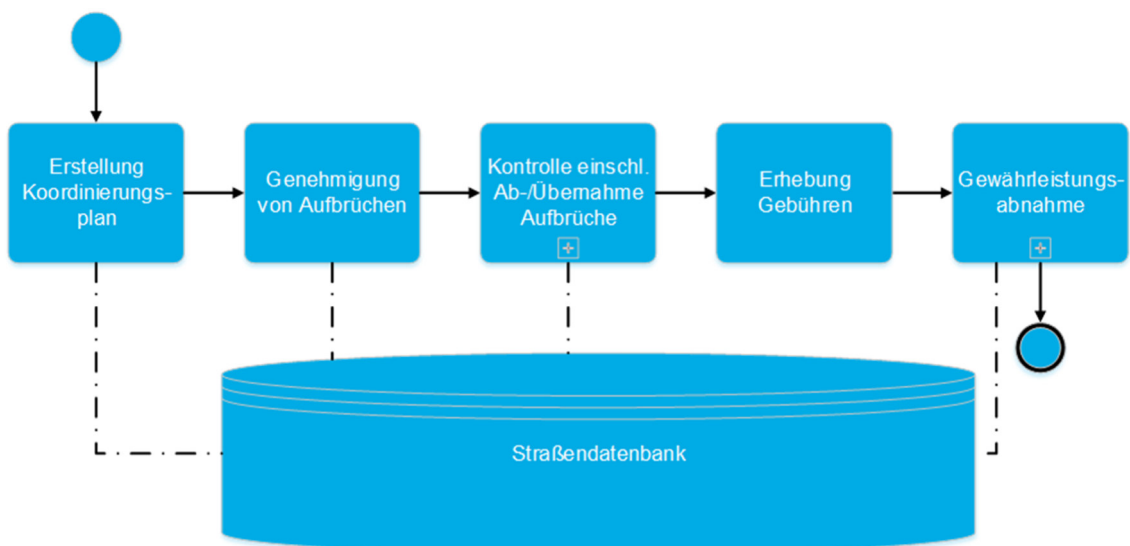 Erstellung
Koordinierungs-
plan
Genehmigung
von Aufbrüchen
Kontrolle einschl.
Ab-/Übernahme
Aufbrüche
Erhebung
Gebühren
Gewährleistungs-
abnahme
Straßendatenbank